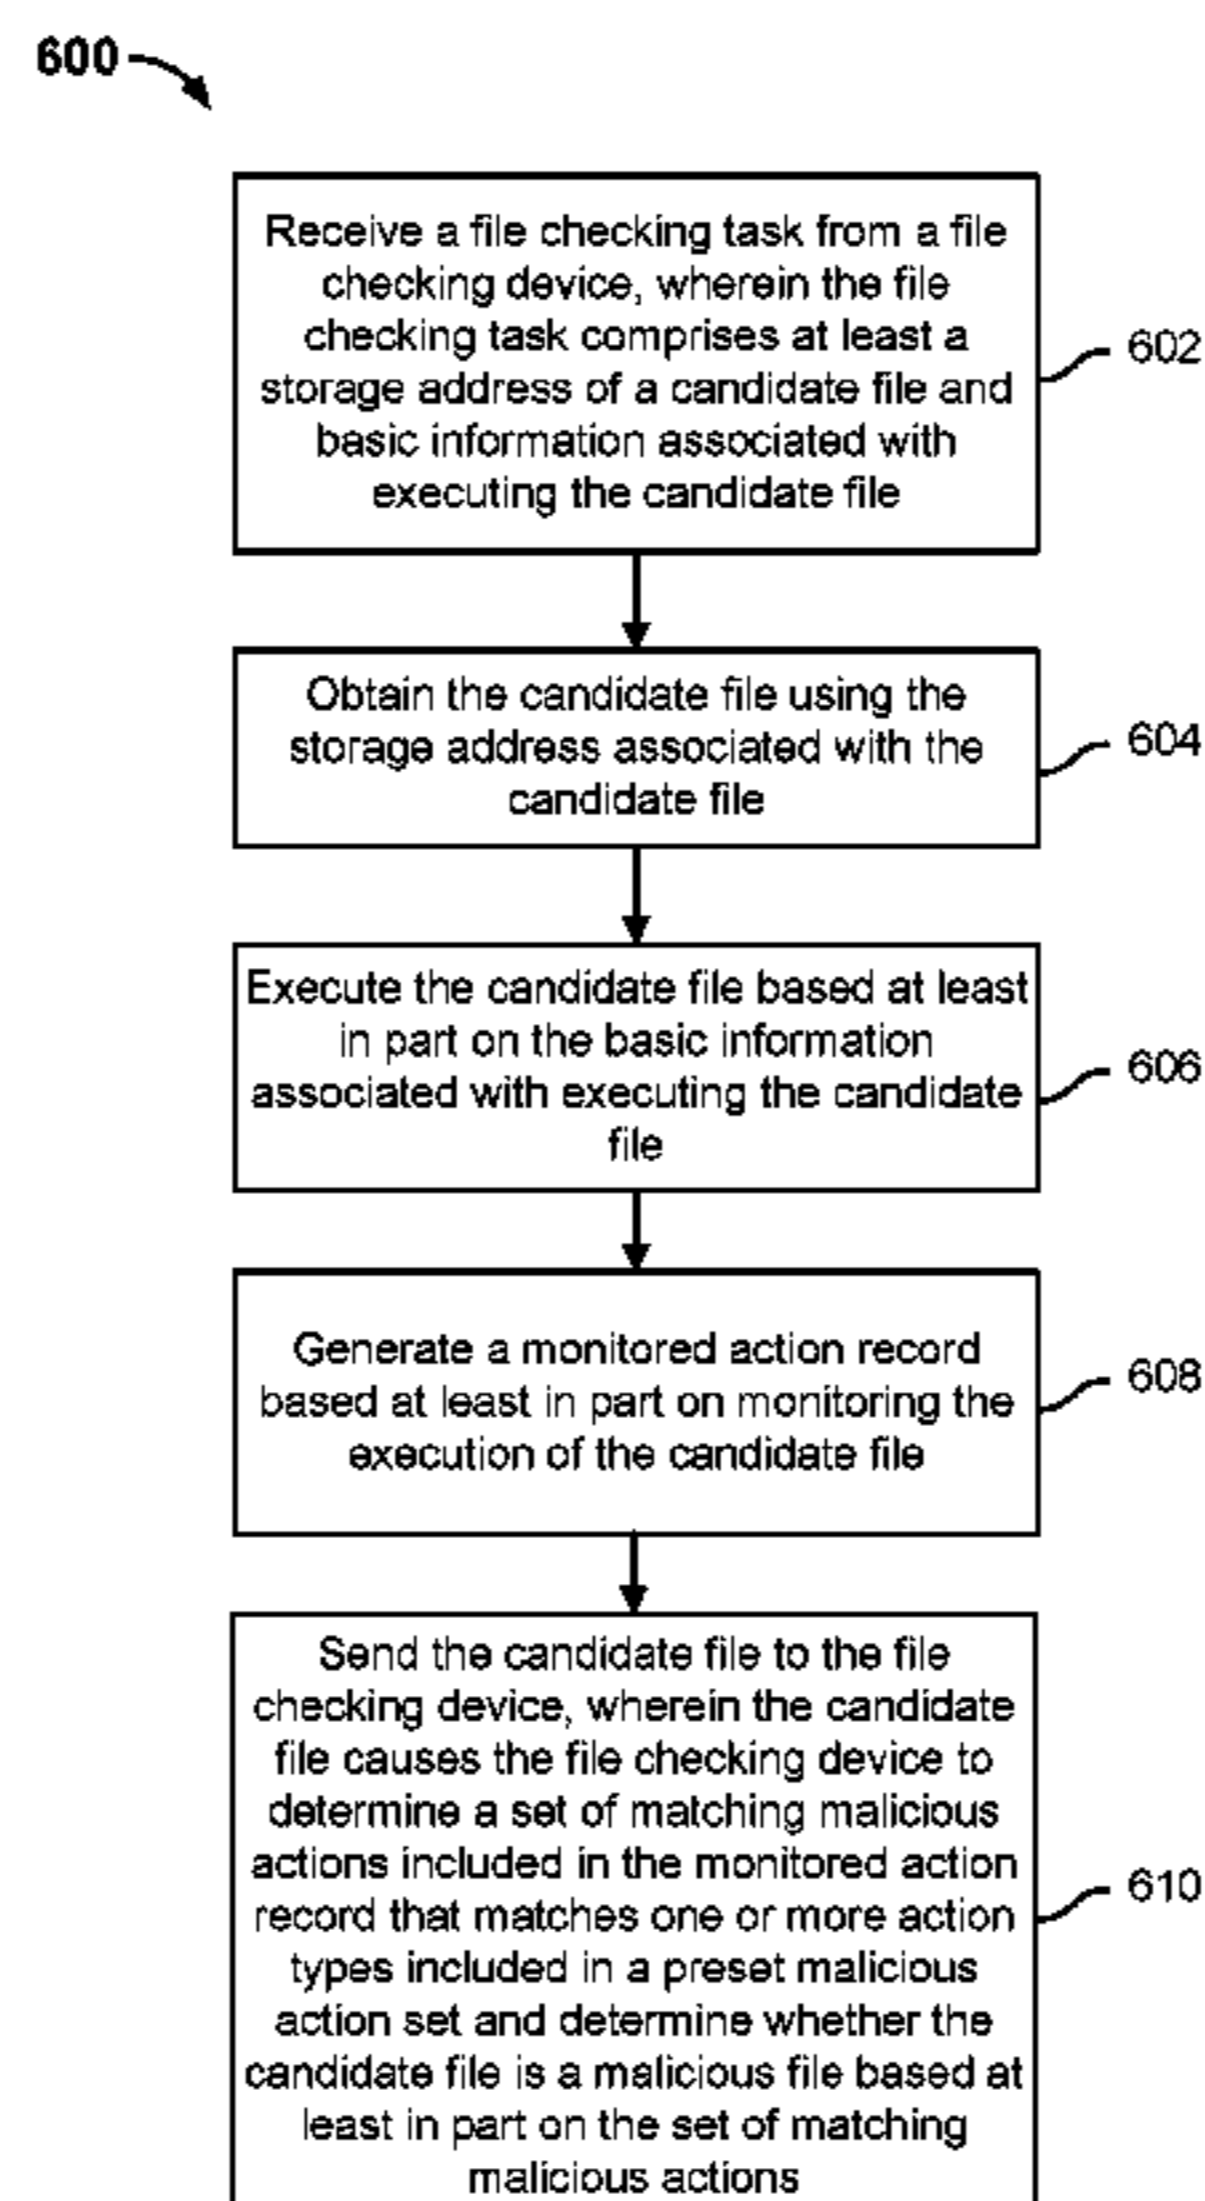 600
Receive a file checking task from a file
checking device, wherein the file
checking task comprises at least a
storage address of a candidate file and
basic information associated with
executing the candidate file
602
Obtain the candidate file using the
storage address associated with the
candidate file
604
Execute the candidate file based at least
in part on the basic information
associated with executing the candidate
file
606
Generate a monitored action record
based at least in part on monitoring the
execution of the candidate file
608
Send the candidate file to the file
checking device, wherein the candidate
file causes the file checking device to
determine a set of matching malicious
actions included in the monitored action
record that matches one or more action
types included in a preset malicious
action set and determine whether the
candidate file is a malicious file based at
least in part on the set of matching
malicious actions
610